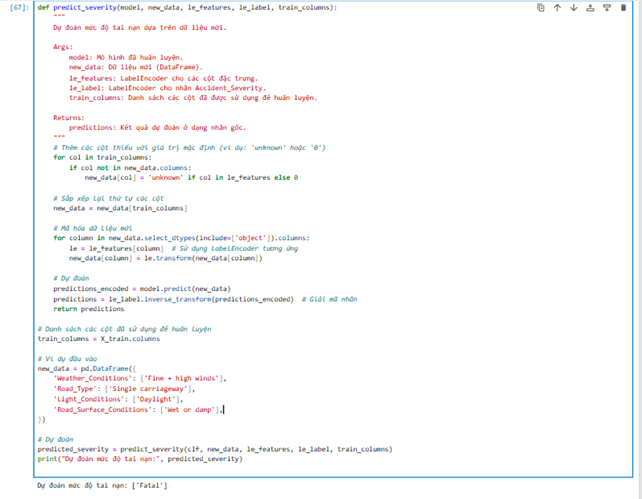 [67]: def predict_severity(model, new_data, le_features, le_label, train_columns):
"""
Dự đoán mức độ tai nạn dựa trên dữ liệu mới.
Args:
model: Mô hình đã huấn luyện.
new_data: Dữ liệu mới (DataFrame).
le_features: LabelEncoder cho các cột đặc trưng.
le_label: LabelEncoder cho nhãn Accident_Severity.
train_columns: Danh sách các cột đã được sử dụng để huấn luyện.
Returns:
predictions: Kết quả dự đoán ở dạng nhãn gốc.
"""
# Thêm các cột thiếu với giá trị mặc định (ví dụ: 'unknown' hoặc '0')
for col in train_columns:
if col not in new_data.columns:
new_data[col] = 'unknown' if col in le_features else 0
# Sắp xếp lại thứ tự các cột
new_data = new_data[train_columns]
# Mã hóa dữ liệu mới
for column in new_data.select_dtypes(include=['object']).columns:
le = le_features[column]  # Sử dụng LabelEncoder tương ứng
new_data[column] = le.transform(new_data[column])
# Dự đoán
predictions_encoded = model.predict(new_data)
predictions = le_label.inverse_transform(predictions_encoded)  # Giải mã nhãn
return predictions
# Danh sách các cột đã sử dụng để huấn luyện
train_columns = X_train.columns
# Ví dụ đầu vào
new_data = pd.DataFrame({
'Weather_Conditions': ['Fine + high winds'],
'Road_Type': ['Single carriageway'],
'Light_Conditions': ['Daylight'],
'Road_Surface_Conditions': ['Wet or damp'],
})
# Dự đoán
predicted_severity = predict_severity(clf, new_data, le_features, le_label, train_columns)
print("Dự đoán mức độ tai nạn:", predicted_severity)
Dự đoán mức độ tai nạn: ['Fatal']